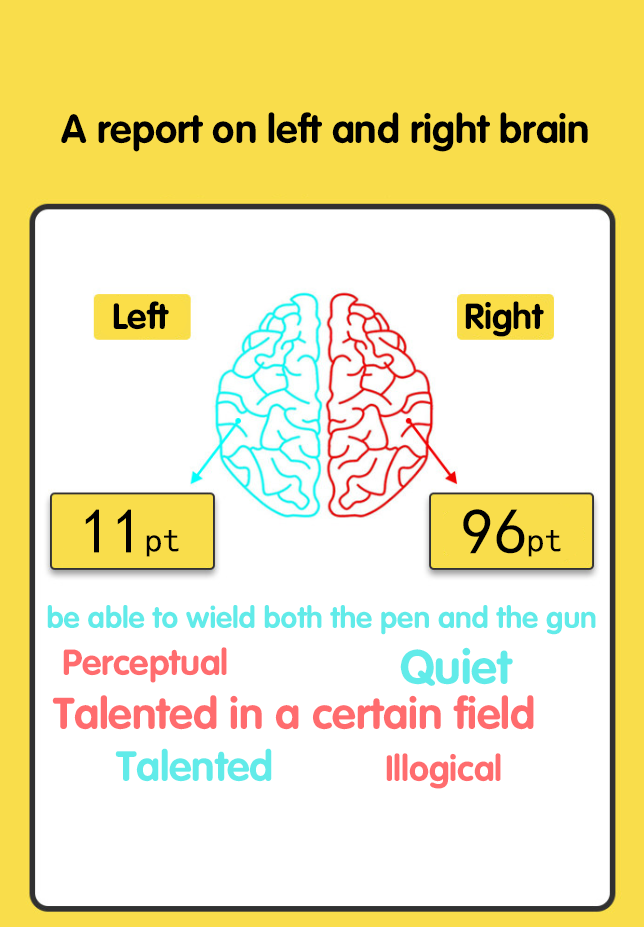 A report on left and right brain
Left
Right
11pt
96pt
be able to wield both the pen and the gun
Perceptual
Quiet
Talented in a certain field
Talented
Illogical